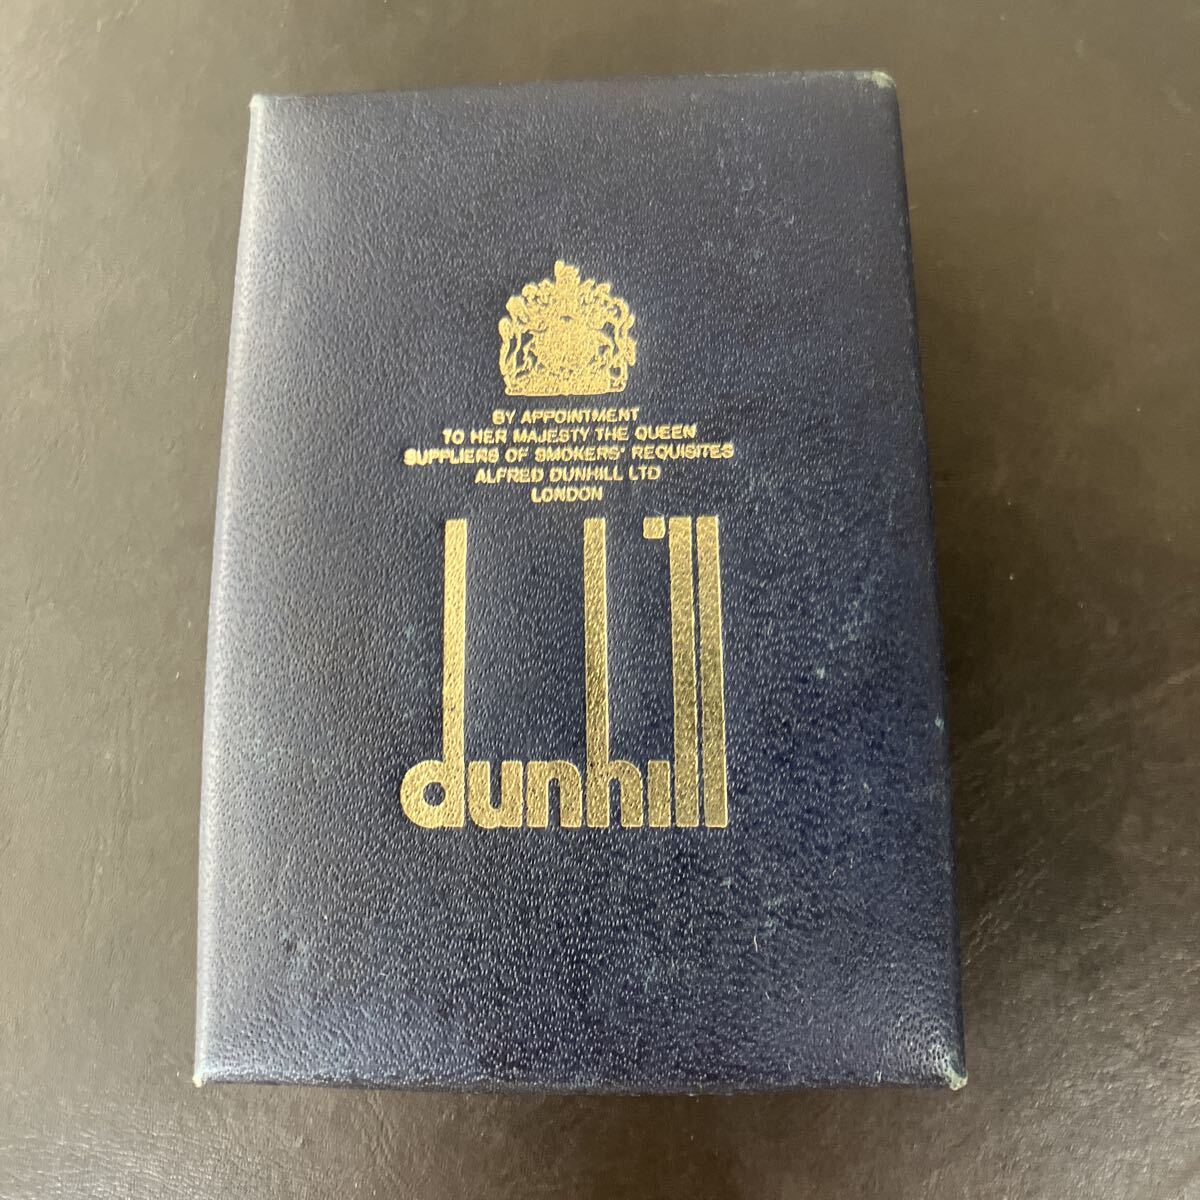 BY APPOINTMENT
TO HER MAJESTY THE QUEEN
SUPPLIERS OF SMOKERS' REQUISITES
ALFRED DUNHILL LTD
LONDON
dunhill